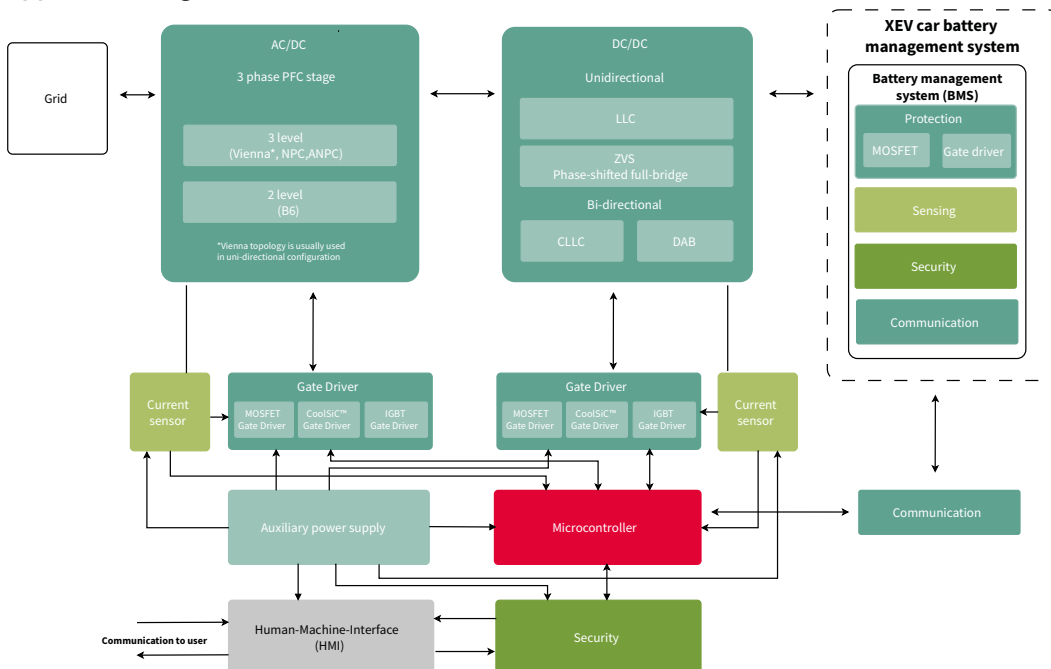 Grid
AC/DC
3 phase PFC stage
3 level
(Vienna*, NPC,ANPC)
2 level
(B6)
*Vienna topology is usually used
in uni-directional configuration
DC/DC
Unidirectional
LLC
ZVS
Phase-shifted full-bridge
Bi-directional
CLLC
DAB
XEV car battery
management system
Battery management
system (BMS)
Protection
MOSFET
Gate driver
Sensing
Security
Communication
Current
sensor
Gate Driver
MOSFET
Gate Driver
CoolSiC™
Gate Driver
IGBT
Gate Driver
Gate Driver
MOSFET
Gate Driver
CoolSiC™
Gate Driver
IGBT
Gate Driver
Current
sensor
Auxiliary power supply
Microcontroller
Communication
Communication to user
Human-Machine-Interface
(HMI)
Security